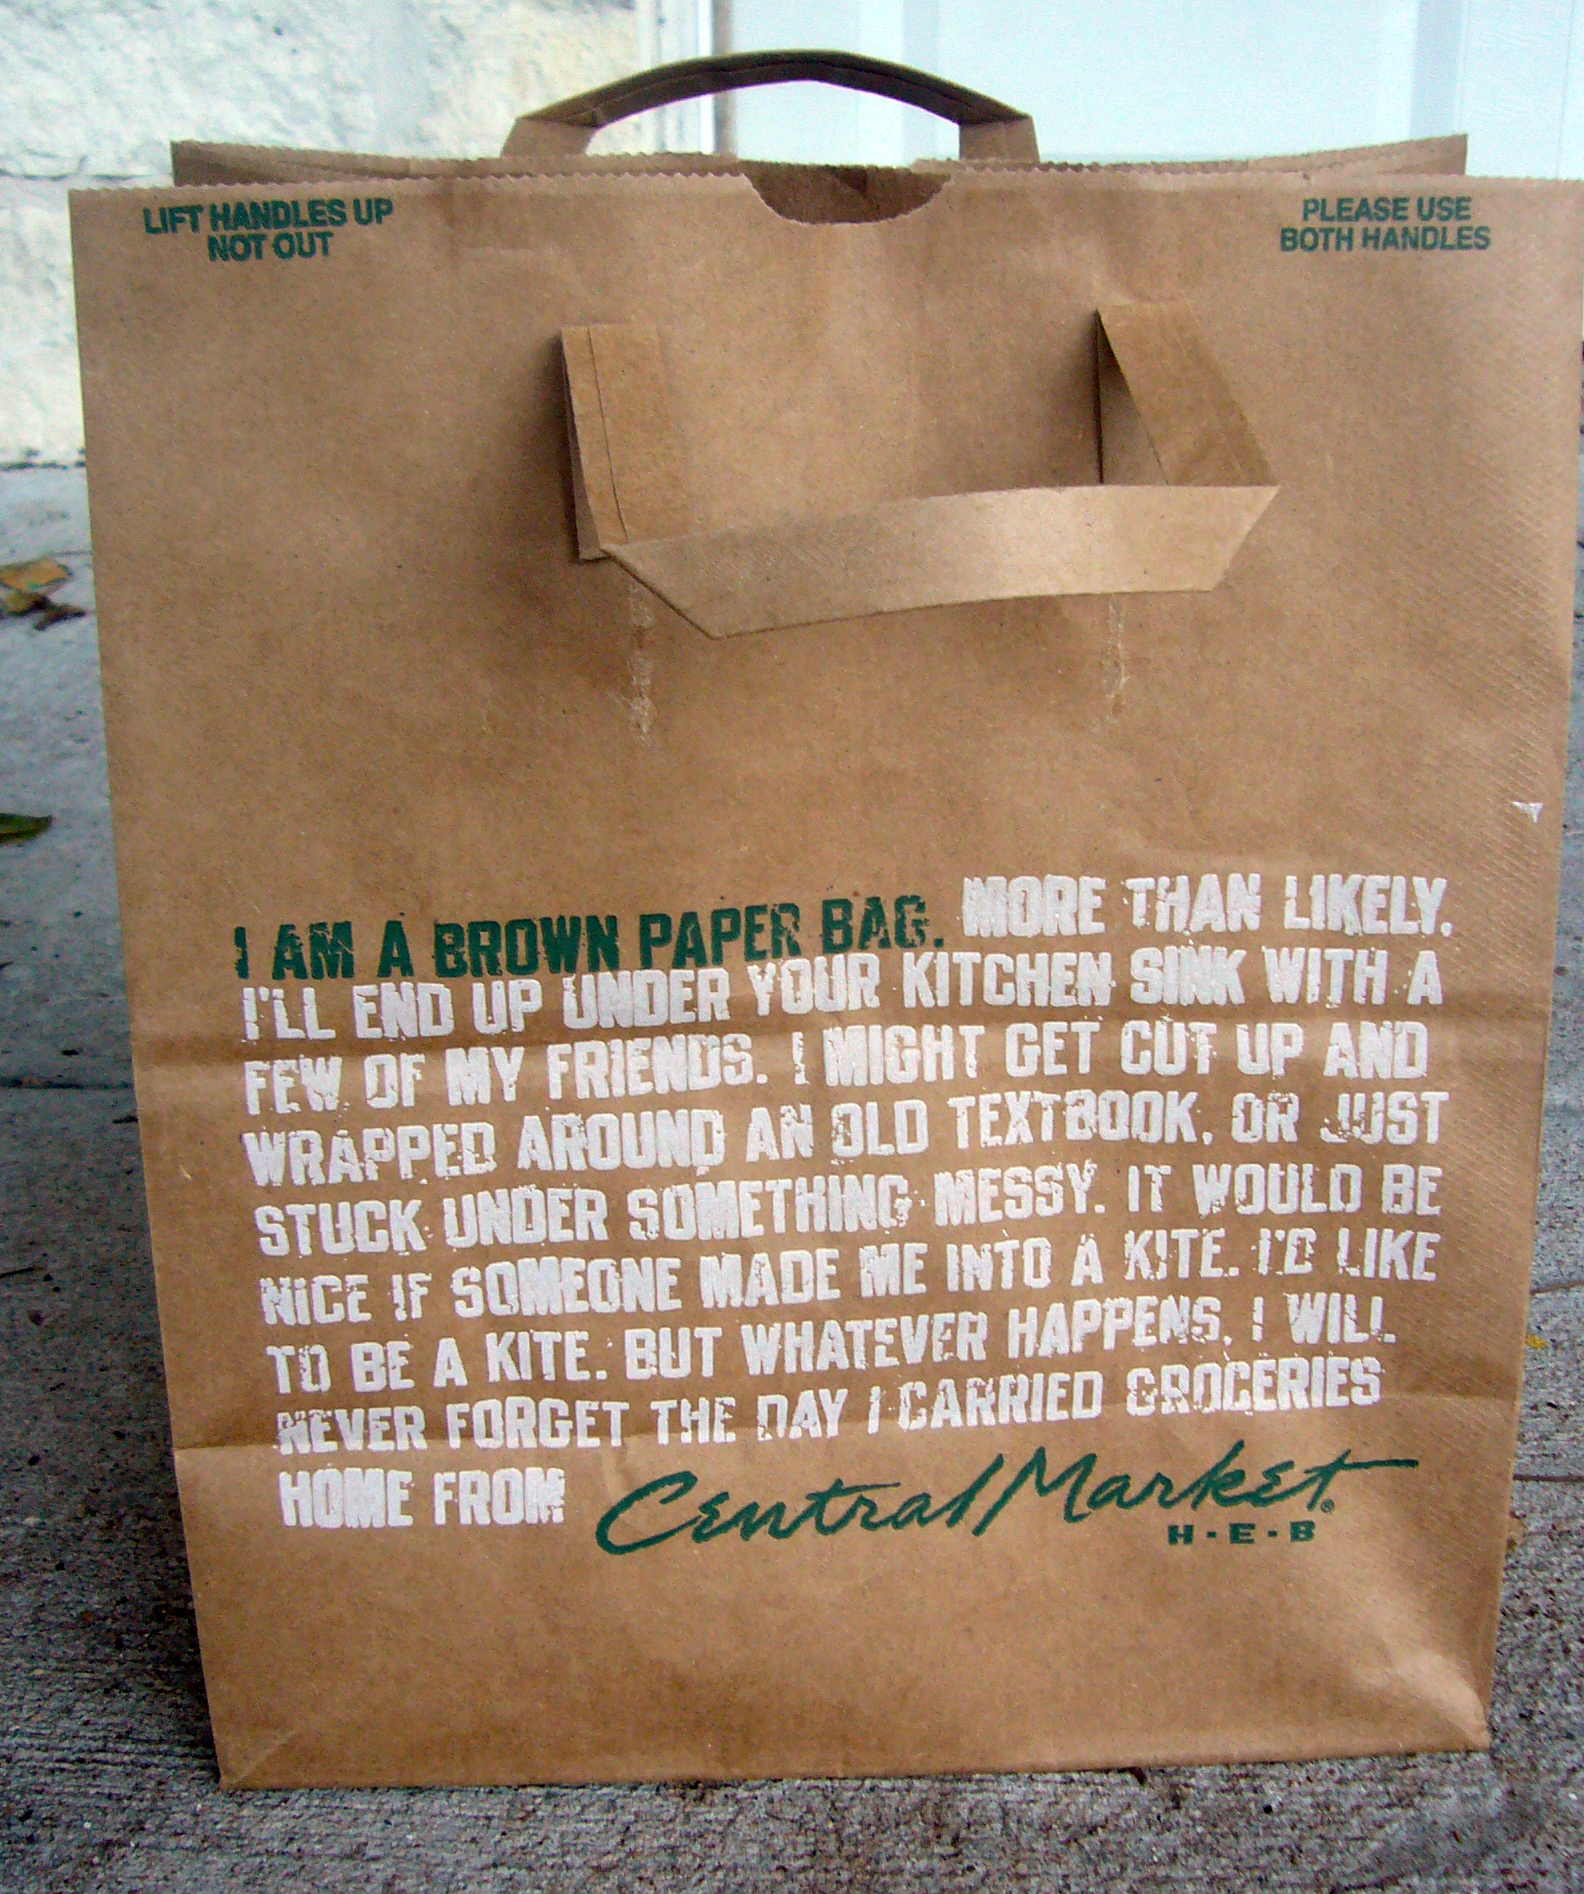 LIFT HANDLES UP
NOT OUT
PLEASE USE
BOTH HANDLES
I AM A BROWN PAPER BAG. MORE THAN LIKELY,
I'LL END UP UNDER YOUR KITCHEN SINK WITH A
FEW OF MY FRIENDS. I MIGHT GET CUT UP AND
WRAPPED AROUND AN OLD TEXTBOOK, OR JUST
STUCK UNDER SOMETHING MESSY. IT WOULD BE
NICE IF SOMEONE MADE ME INTO A KITE. I'D LIKE
TO BE A KITE. BUT WHATEVER HAPPENS, I WILL
NEVER FORGET THE DAY I CARRIED GROCERIES
HOME FROM Central Market®
H-E-B